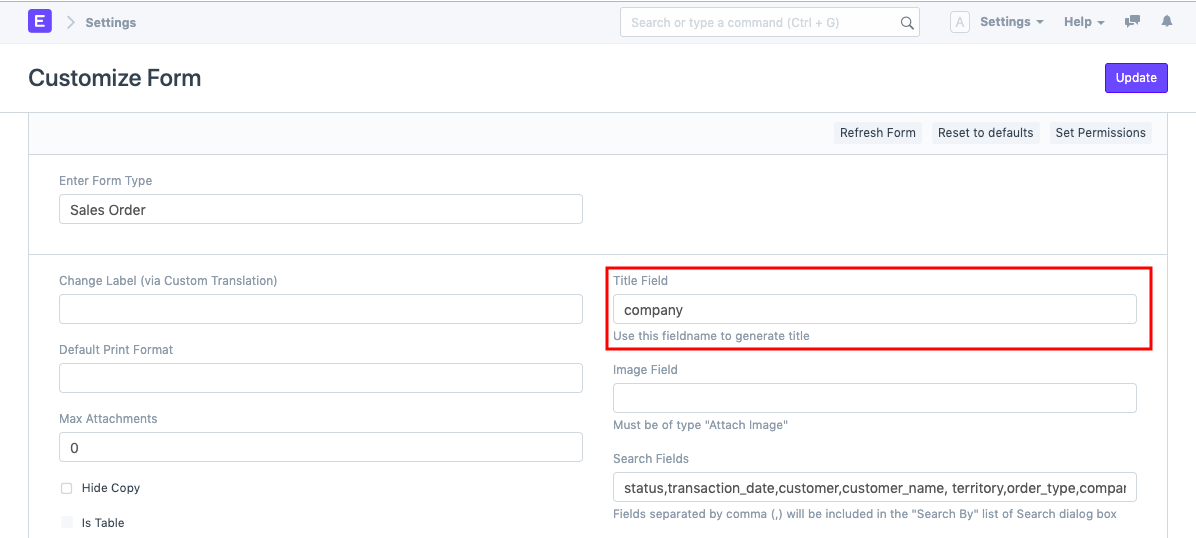 E Settings Search or type a command (Ctrl + G) A Settings Help
Customize Form Update
Refresh Form Reset to defaults Set Permissions
Enter Form Type
Sales Order
Change Label (via Custom Translation)
Title Field
company
Use this fieldname to generate title
Default Print Format
Image Field
Must be of type "Attach Image"
Max Attachments
0
Search Fields
status,transaction_date,customer,customer_name, territory,order_type,compan
Fields separated by comma (,) will be included in the "Search By" list of Search dialog box
Hide Copy
Is Table